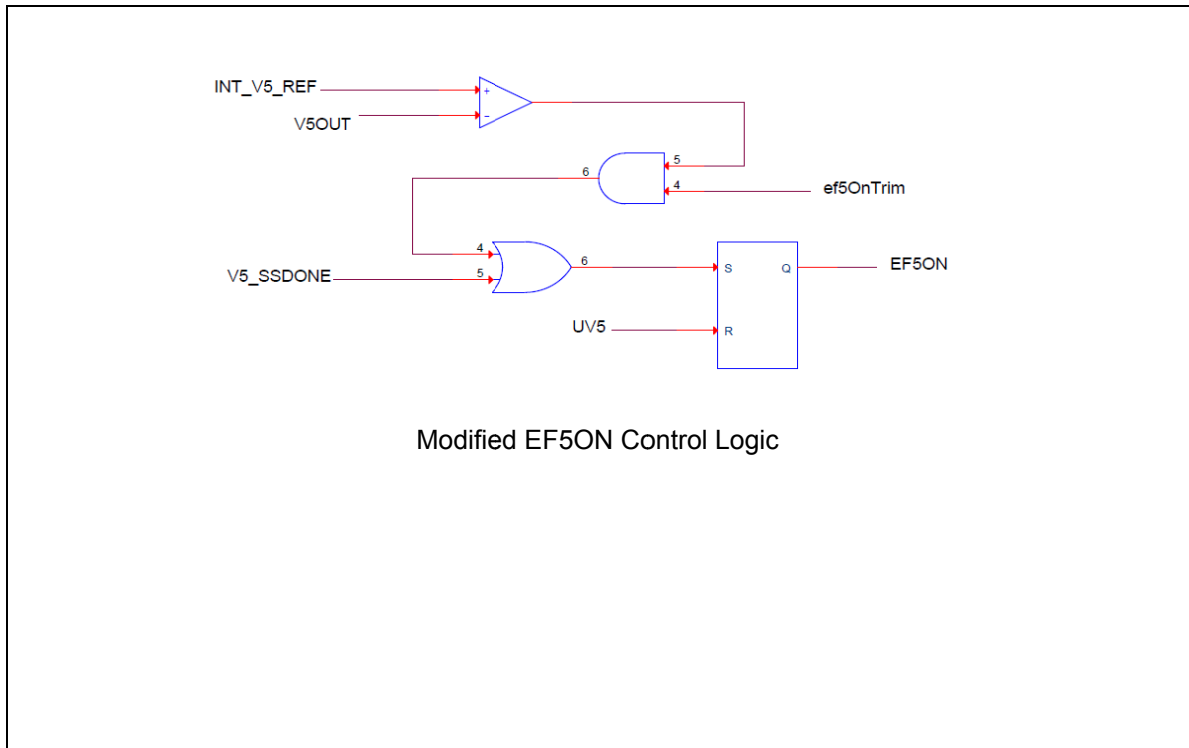 INT_V5_REF
+
V5OUT
-
5
6
4
ef5OnTrim
4
6
V5_SSDONE
5
S
Q
EF5ON
UV5
R
Modified EF5ON Control Logic